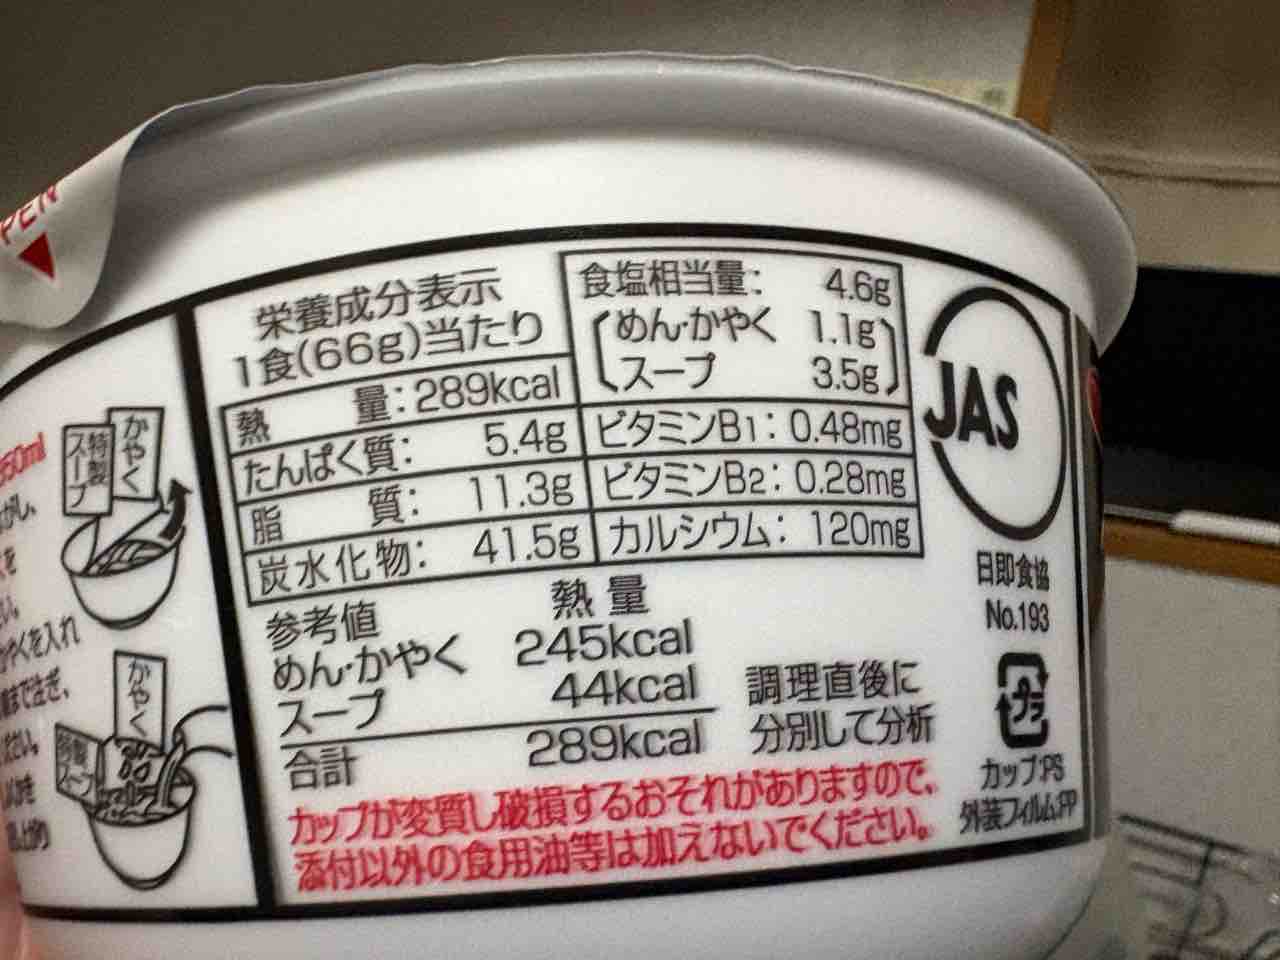 PEN
かやく
特製スープ
栄養成分表示
1食(66g)当たり
熱量:289kcal
たんぱく質:5.4g
脂質:11.3g
炭水化物:41.5g
食塩相当量:4.6g
めん・かやく 1.1g
スープ 3.5g
ビタミンB1:0.48mg
ビタミンB2:0.28mg
カルシウム:120mg
参考値 熱量
めん・かやく 245kcal
スープ 44kcal
合計 289kcal
調理直後に
分別して分析
カップが変質し破損するおそれがありますので、
添付以外の食用油等は加えないでください。
JAS
日即食協
No.193
プラ
カップ:PS
外装フィルム:PP
かやく